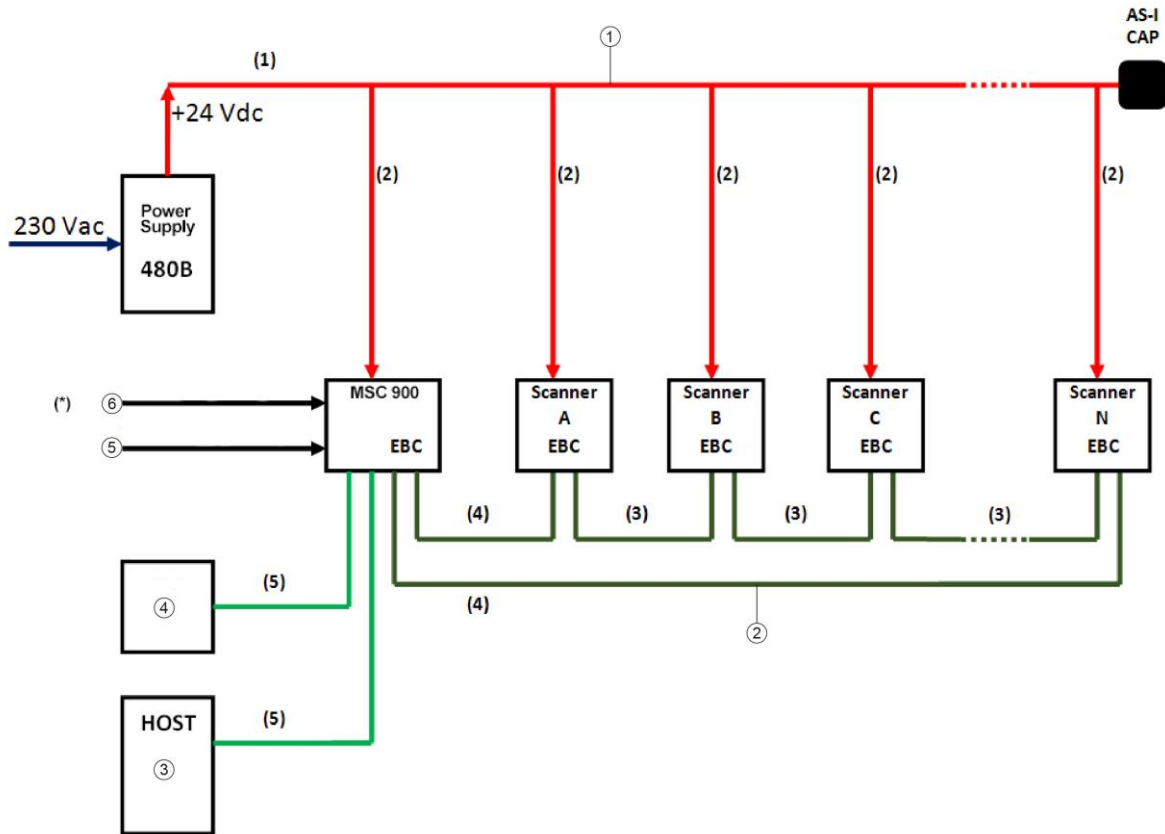 AS-I
CAP
①
(1)
+24 Vdc
(2)
(2)
(2)
(2)
(2)
Power
Supply
480B
230 Vac
MSC 900
EBC
Scanner
A
EBC
Scanner
B
EBC
Scanner
C
EBC
Scanner
N
EBC
(*)
⑥
⑤
(4)
(3)
(3)
(3)
(4)
②
④
(5)
HOST
③
(5)